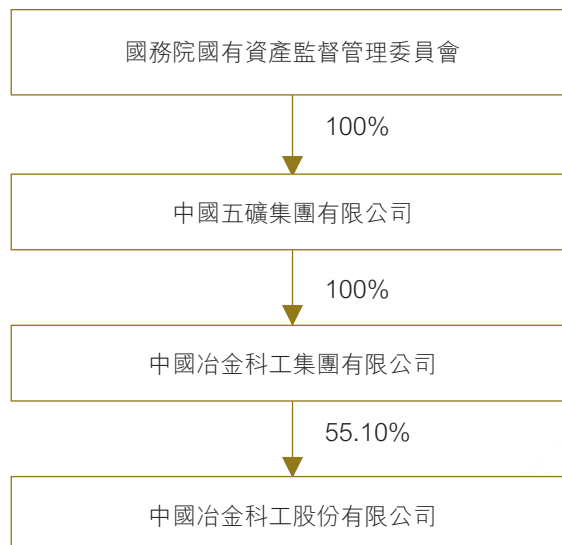 國務院國有資產監督管理委員會
100%
中國五礦集團有限公司
100%
中國冶金科工集團有限公司
55.10%
中國冶金科工股份有限公司